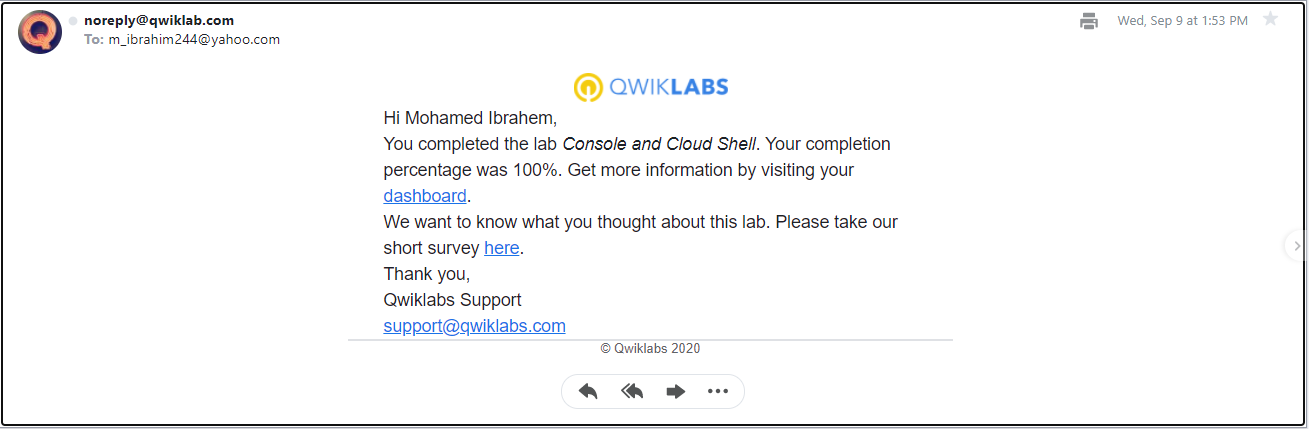 Q
noreply@qwiklab.com
Wed, Sep 9 at 1:53 PM
To: m_ibrahim244@yahoo.com
QWIKLABS
Hi Mohamed Ibrahem,
You completed the lab Console and Cloud Shell. Your completion
percentage was 100%. Get more information by visiting your
dashboard.
We want to know what you thought about this lab. Please take our
short survey here.
Thank you,
Qwiklabs Support
support@qwiklabs.com
© Qwiklabs 2020